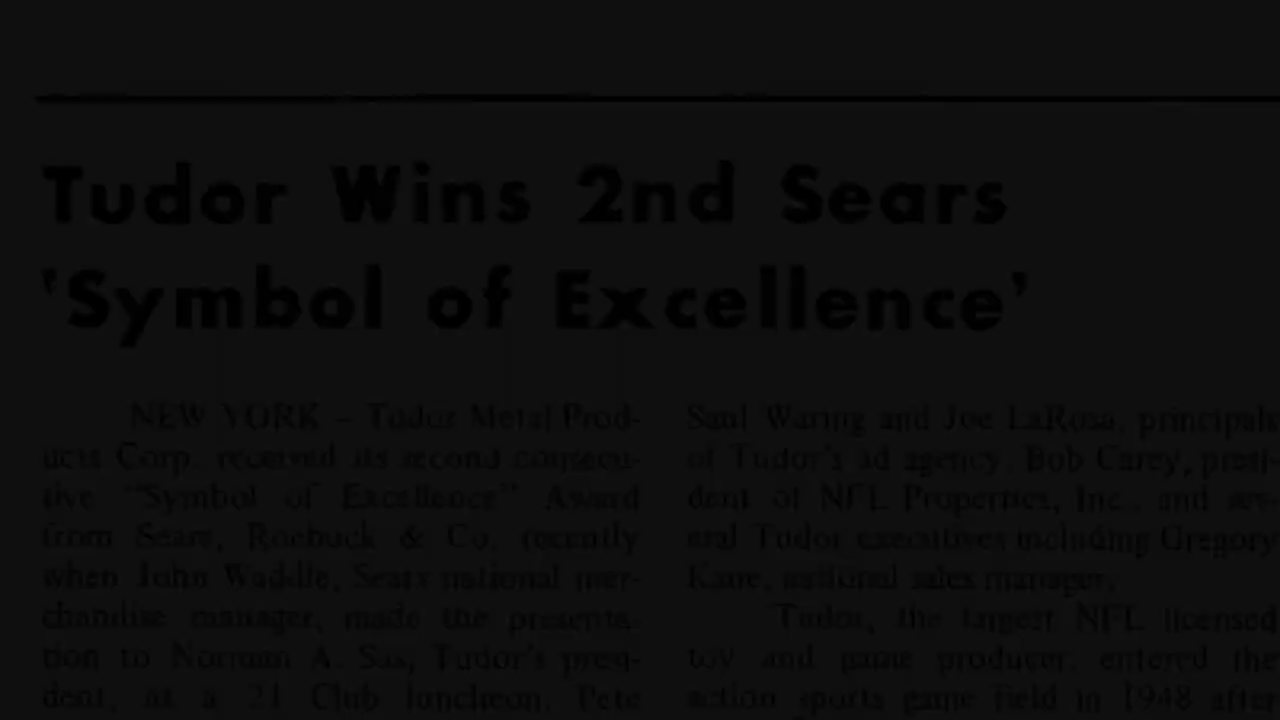 Tudor Wins 2nd Sears
'Symbol of Excellence'
NEW YORK – Tudor Metal Prod-
ucts Corp. received its second consecu-
tive "Symbol of Excellence" Award
from Sears, Roebuck & Co. recently
when John Waddle, Sears national mer-
chandise manager, made the presenta-
tion to Norman A. Sas, Tudor's presi-
dent, at a 21 Club luncheon. Pete
Saul Waring and Joe LaRosa, principals
of Tudor's ad agency, Bob Carey, presi-
dent of NFL Properties, Inc., and sev-
eral Tudor executives including Gregory
Kane, national sales manager.
Tudor, the largest NFL licensed
toy and game producer, entered the
action sports game field in 1948 after